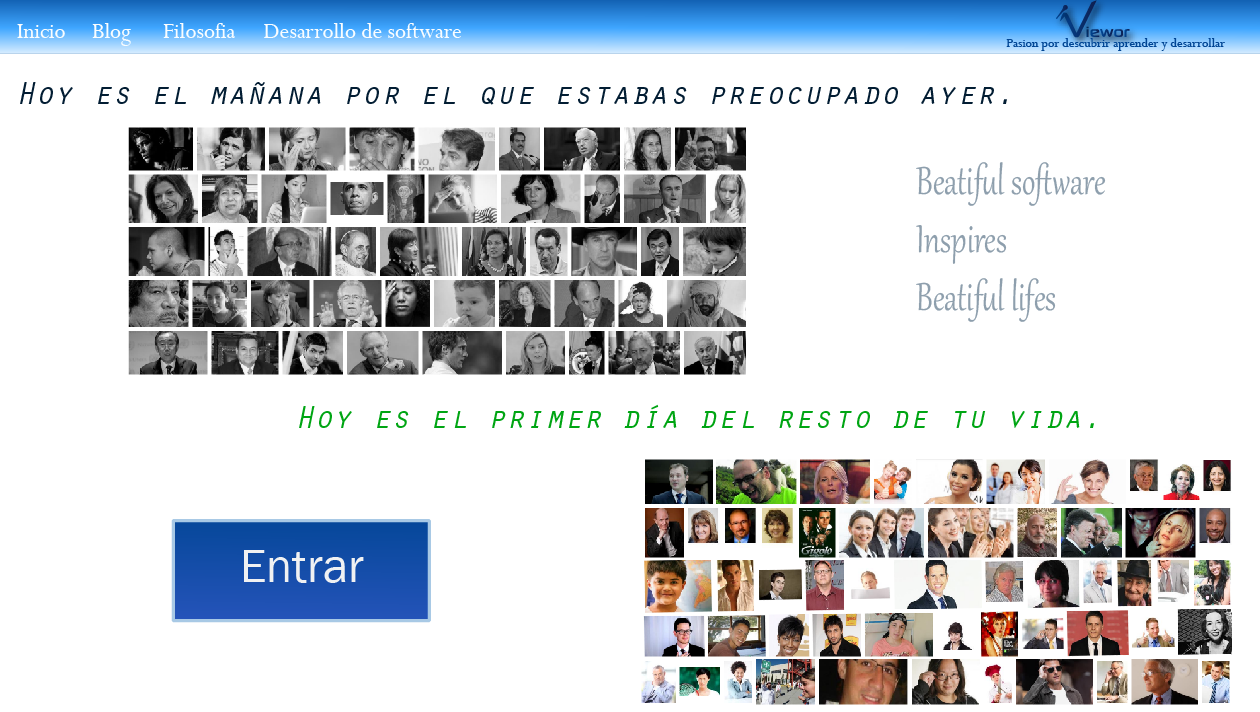 Inicio Blog Filosofia Desarrollo de software
Viewor
Pasion por descubrir aprender y desarrollar
Hoy es el mañana por el que estabas preocupado ayer.
Beatiful software
Inspires
Beatiful lifes
Hoy es el primer día del resto de tu vida.
Entrar